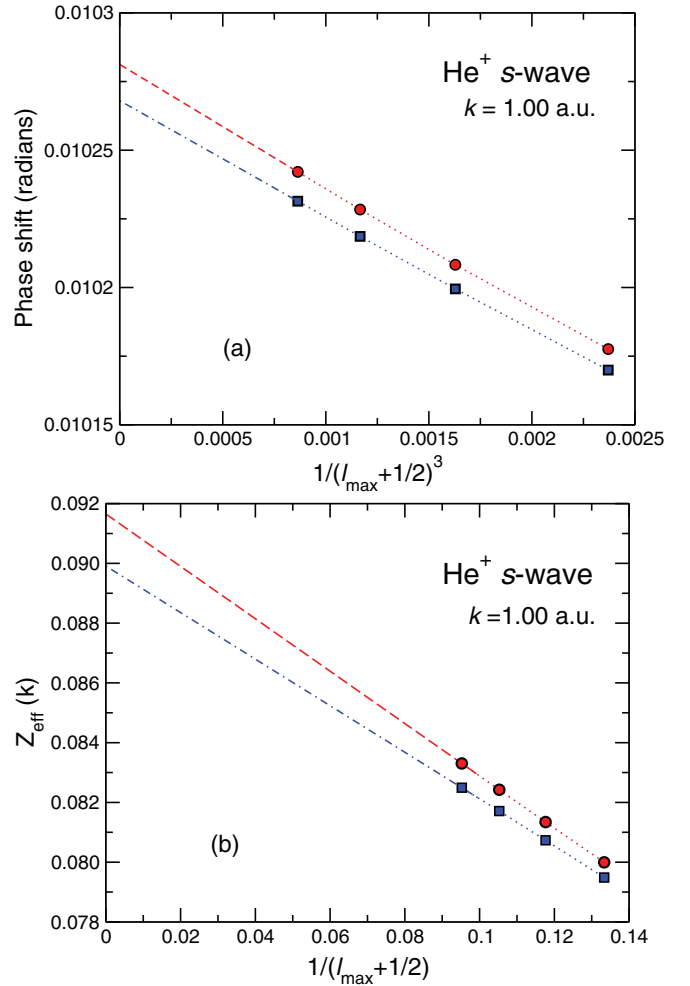 0.0103
He⁺ s-wave
k = 1.00 a.u.
0.01025
Phase shift (radians)
0.0102
(a)
0.01015
0 0.0005 0.001 0.0015 0.002 0.0025
1/(lmax+1/2)³
0.092
0.090
He⁺ s-wave
k =1.00 a.u.
0.088
0.086
Zeff (k)
0.084
0.082
(b)
0.080
0.078
0 0.02 0.04 0.06 0.08 0.1 0.12 0.14
1/(lmax+1/2)